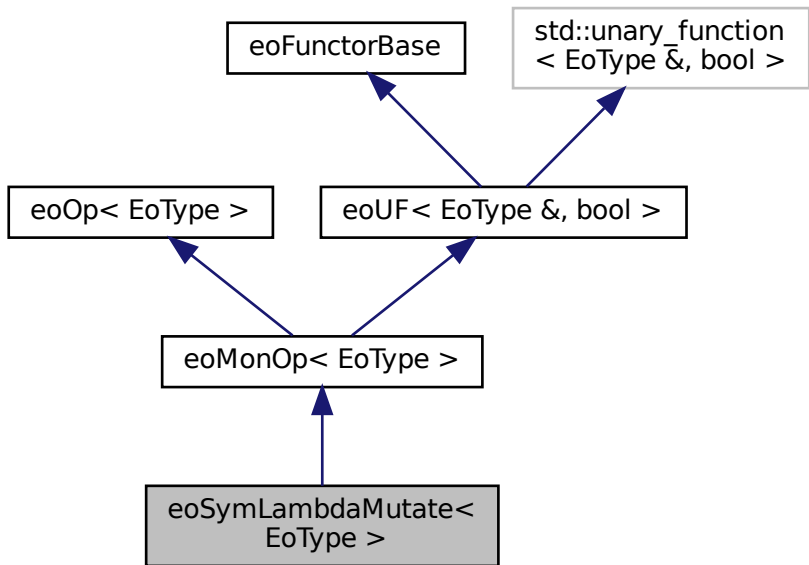 eoFunctorBase
std::unary_function
< EoType &, bool >
eoOp< EoType >
eoUF< EoType &, bool >
eoMonOp< EoType >
eoSymLambdaMutate<
EoType >